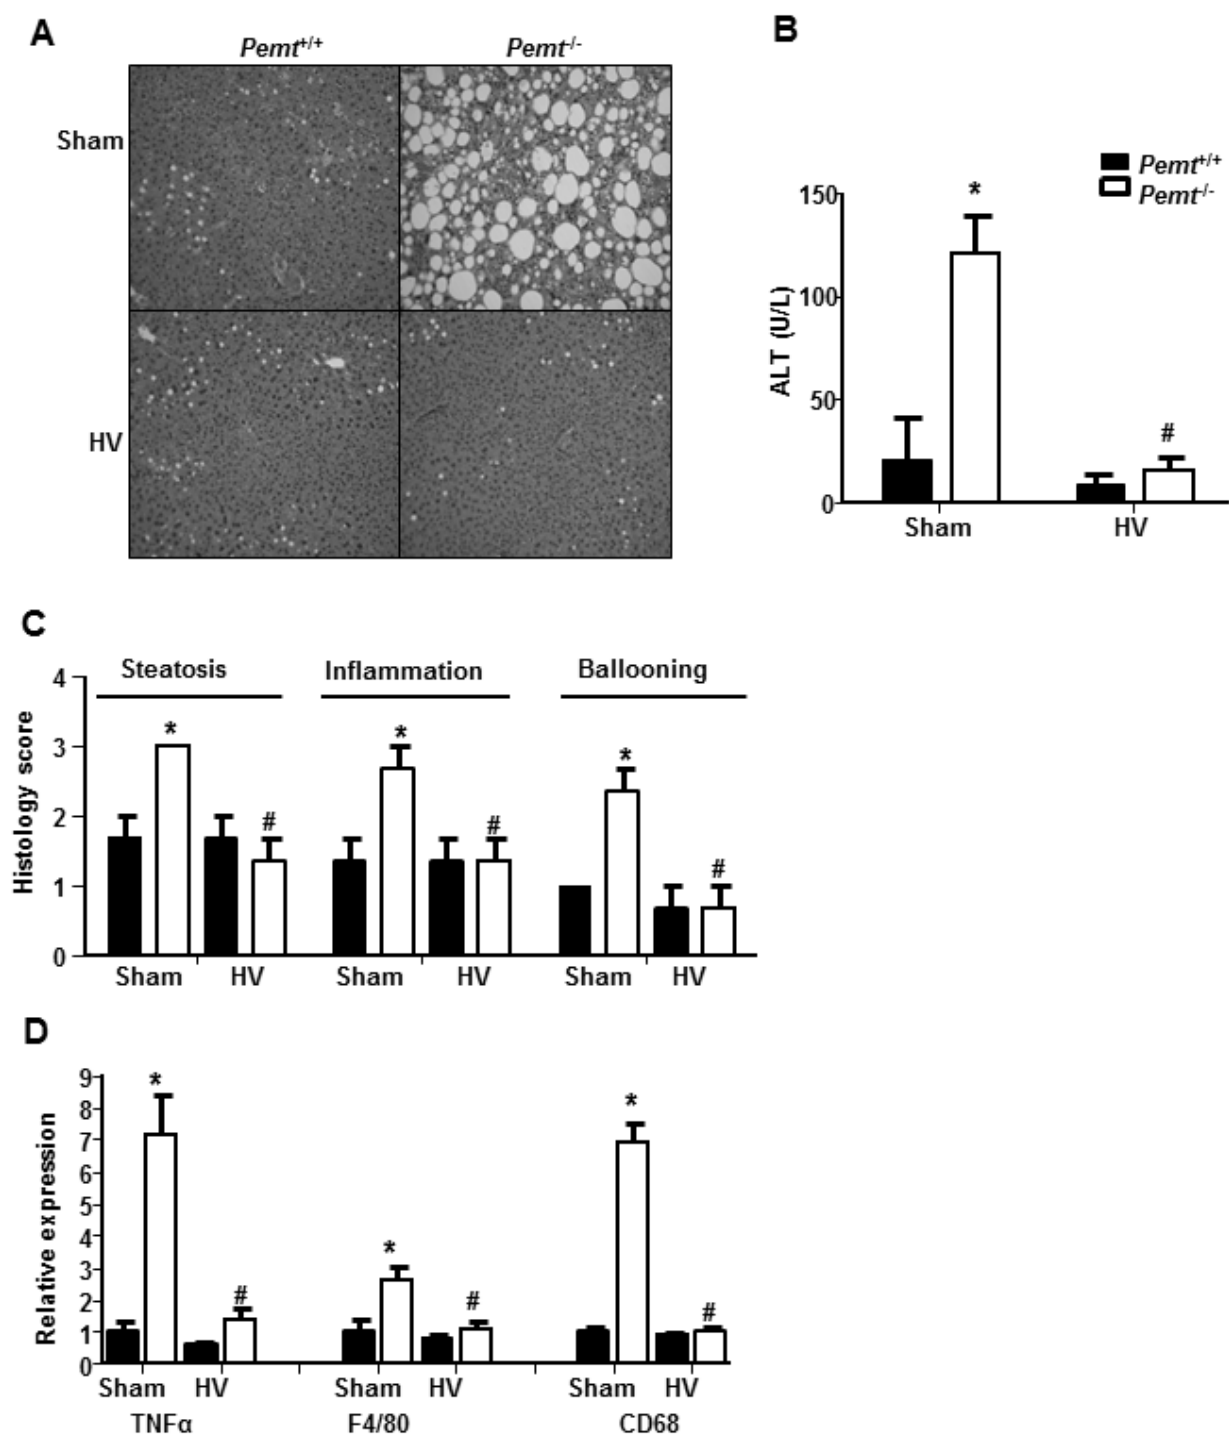 A
Pemt+/+
Pemt-/-
Sham
HV
B
Pemt+/+
Pemt-/-
150
100
50
0
ALT (U/L)
*
#
Sham
HV
C
Steatosis
Inflammation
Ballooning
4
3
2
1
0
Histology score
*
#
*
#
*
#
Sham
HV
Sham
HV
Sham
HV
D
9
8
7
6
5
4
3
2
1
0
Relative expression
*
#
*
#
*
#
Sham
HV
Sham
HV
Sham
HV
TNFα
F4/80
CD68